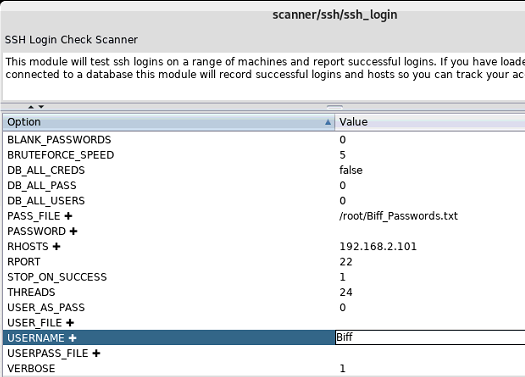 scanner/ssh/ssh_login
SSH Login Check Scanner
This module will test ssh logins on a range of machines and report successful logins. If you have loade
connected to a database this module will record successful logins and hosts so you can track your ac
Option Value
BLANK_PASSWORDS 0
BRUTEFORCE_SPEED 5
DB_ALL_CREDS false
DB_ALL_PASS 0
DB_ALL_USERS 0
PASS_FILE + /root/Biff_Passwords.txt
PASSWORD +
RHOSTS + 192.168.2.101
RPORT 22
STOP_ON_SUCCESS 1
THREADS 24
USER_AS_PASS 0
USER_FILE +
USERNAME + Biff
USERPASS_FILE +
VERBOSE 1